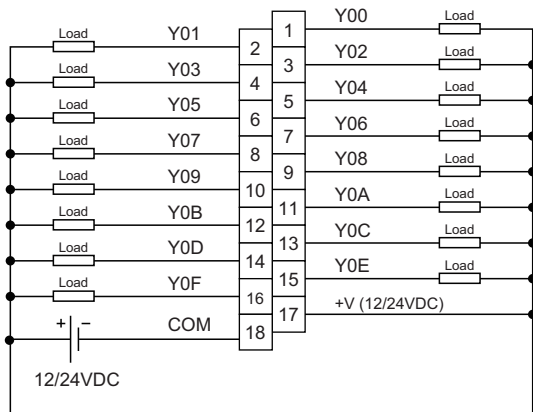 1 Y00 Load
Load Y01 2
3 Y02 Load
Load Y03 4
5 Y04 Load
Load Y05 6
7 Y06 Load
Load Y07 8
9 Y08 Load
Load Y09 10
11 Y0A Load
Load Y0B 12
13 Y0C Load
Load Y0D 14
15 Y0E Load
Load Y0F 16
17 +V (12/24VDC)
+ − COM 18
12/24VDC